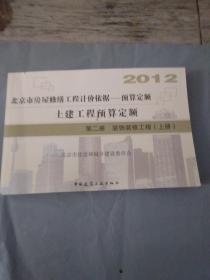 2012
北京市房屋修缮工程计价依据——预算定额
土建工程预算定额
第二册 装饰装修工程（上册）
北京市住房和城乡建设委员会
中国建筑工业出版社